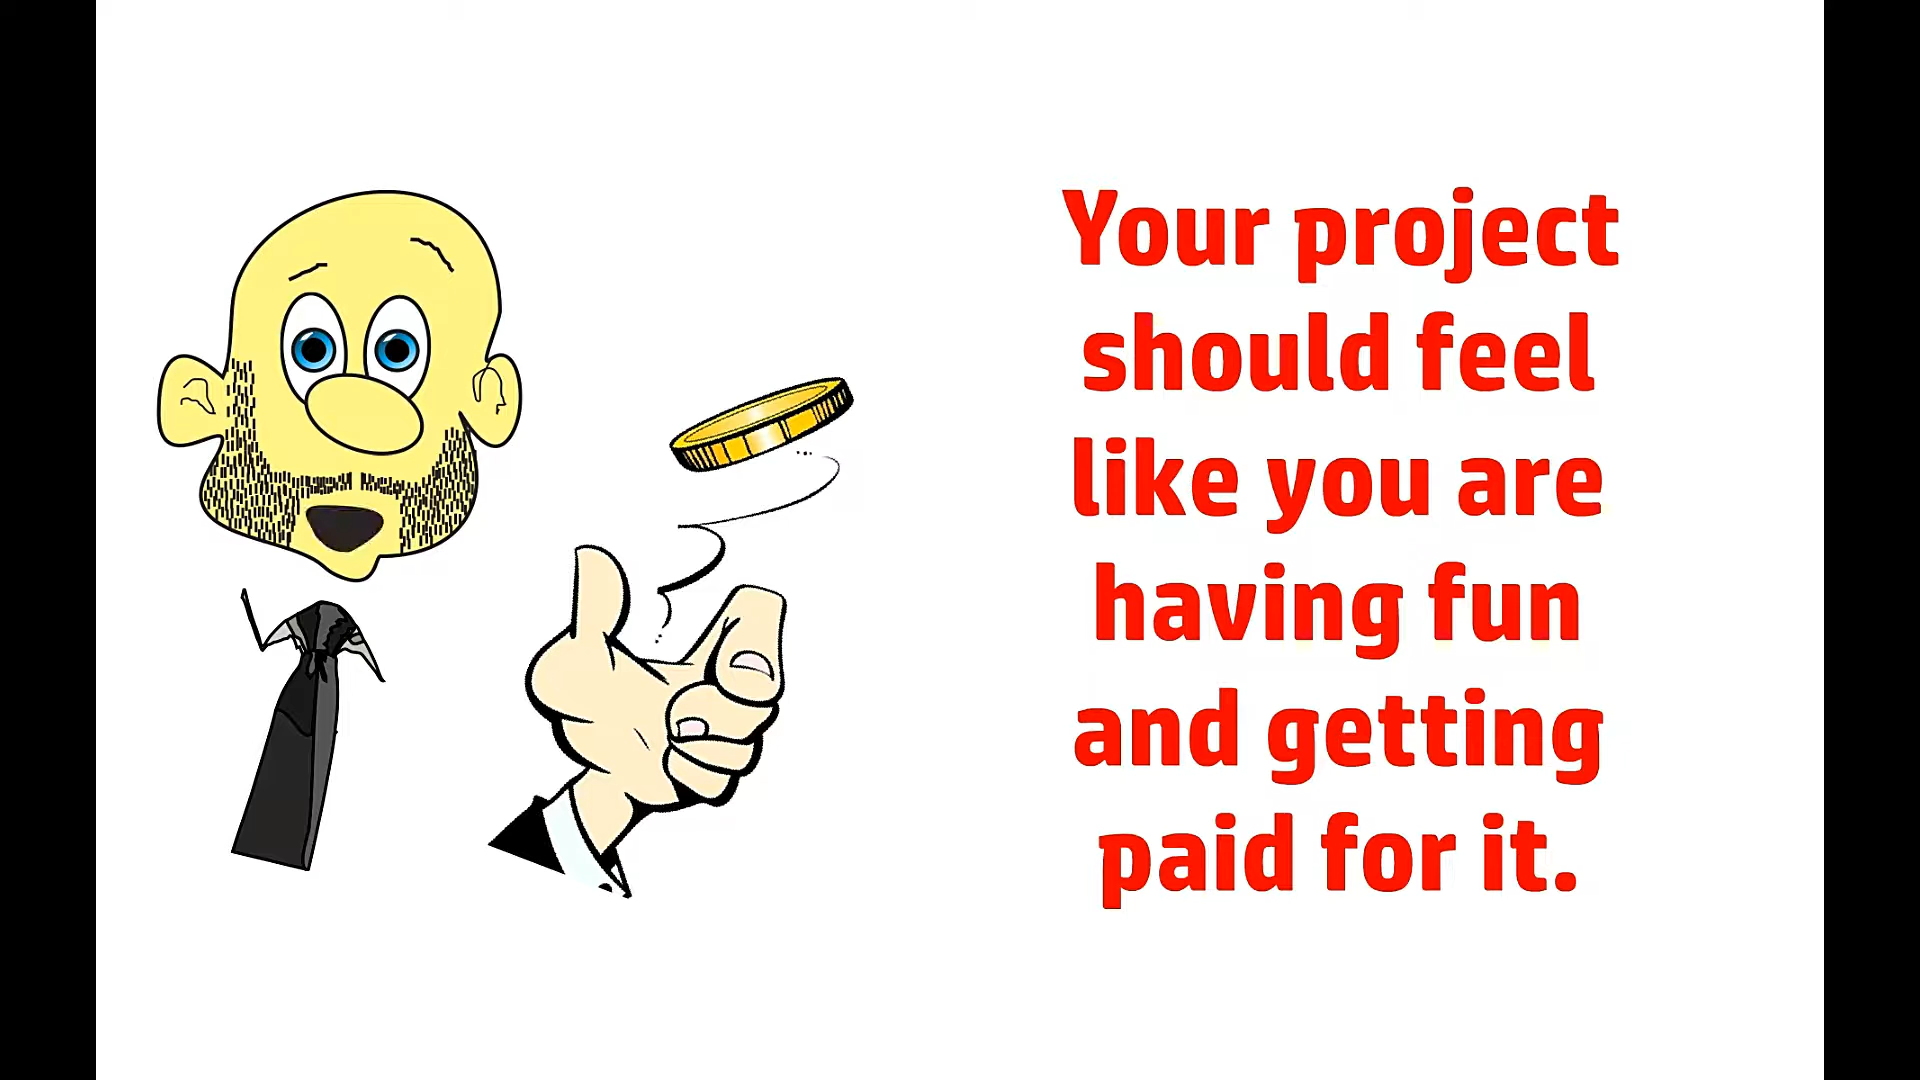 Your project
should feel
like you are
having fun
and getting
paid for it.